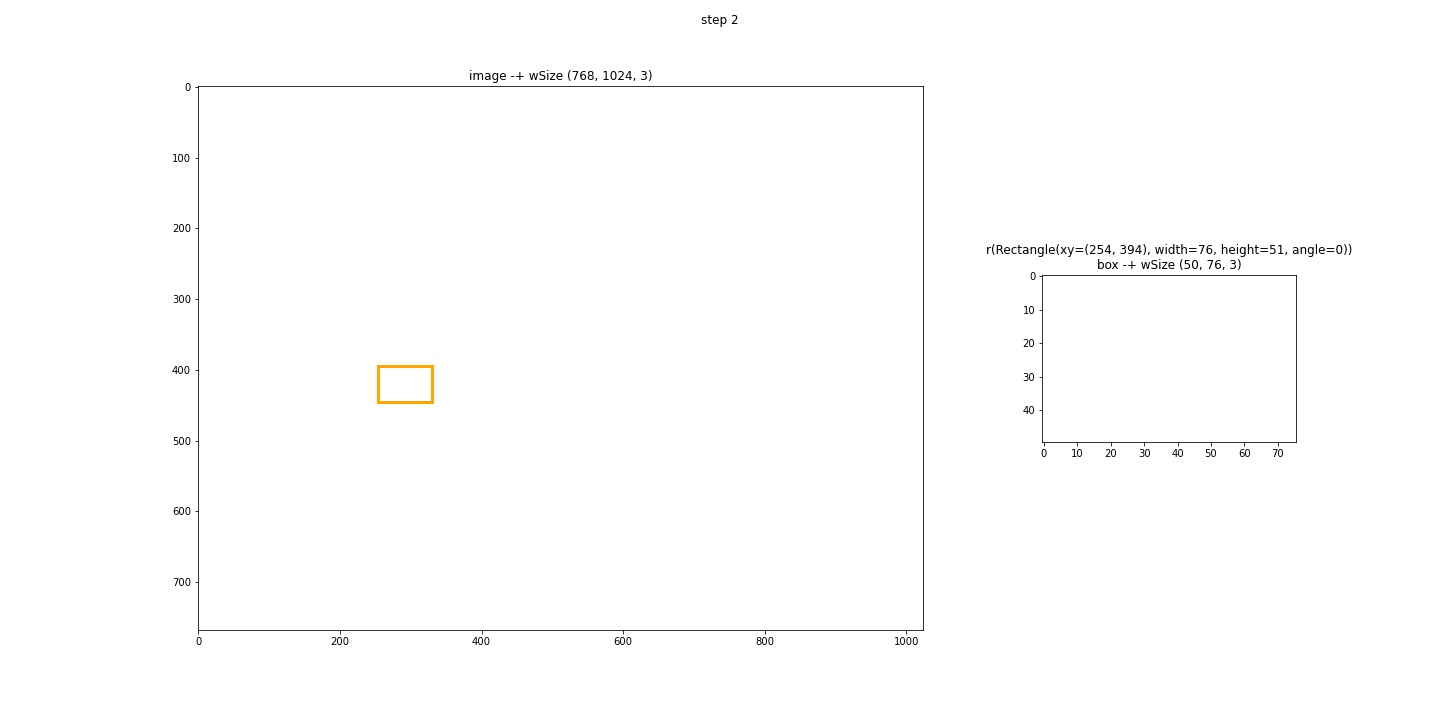 step 2
image -+ wSize (768, 1024, 3)
0
100
200
300
400
500
600
700
0 200 400 600 800 1000
r(Rectangle(xy=(254, 394), width=76, height=51, angle=0))
box -+ wSize (50, 76, 3)
0
10
20
30
40
0 10 20 30 40 50 60 70